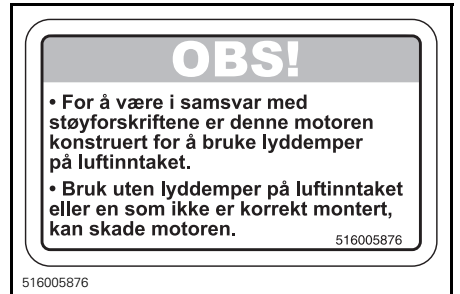 OBS!
• For å være i samsvar med
støyforskriftene er denne motoren
konstruert for å bruke lyddemper
på luftinntaket.
• Bruk uten lyddemper på luftinntaket
eller en som ikke er korrekt montert,
kan skade motoren.
516005876
516005876